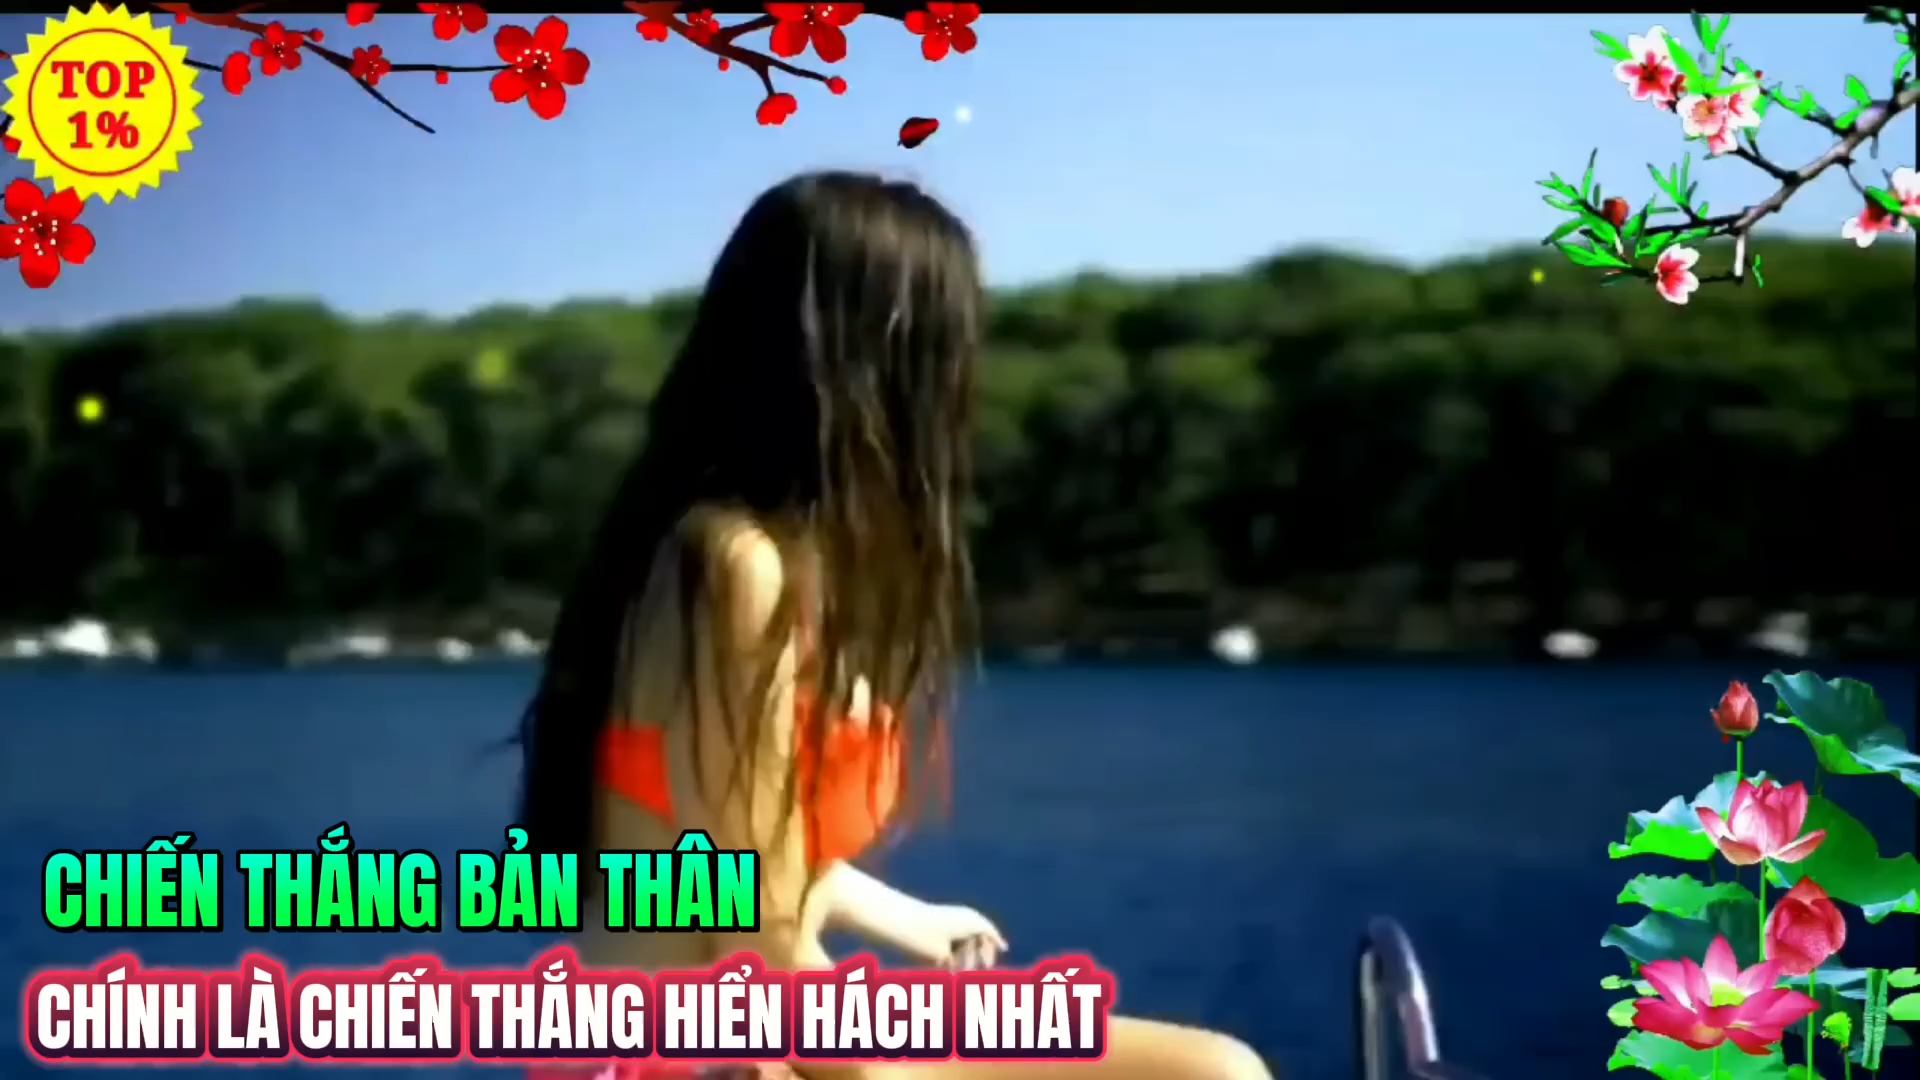 TOP
1%
CHIẾN THẮNG BẢN THÂN
CHÍNH LÀ CHIẾN THẮNG HIỂN HÁCH NHẤT